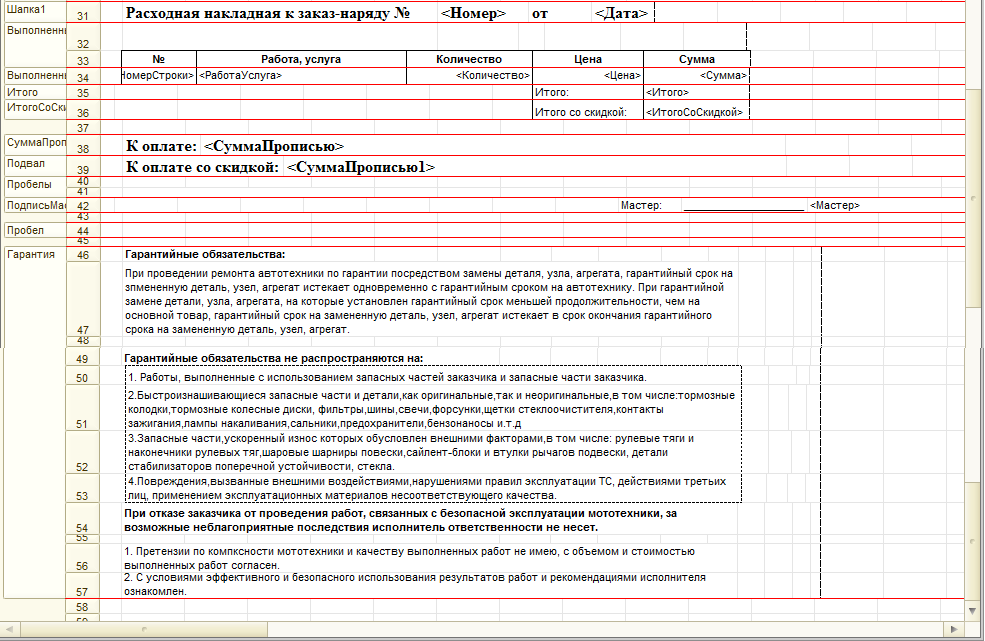 Шапка1
31 Расходная накладная к заказ-наряду № <Номер> от <Дата>
Выполненны
32
33 № Работа, услуга Количество Цена Сумма
Выполненны 34 НомерСтроки> <РаботаУслуга> <Количество> <Цена> <Сумма>
Итого 35 Итого: <Итого>
ИтогоСоСки 36 Итого со скидкой: <ИтогоСоСкидкой>
37
СуммаПроп 38 К оплате: <СуммаПрописью>
Подвал 39 К оплате со скидкой: <СуммаПрописью1>
Пробелы 40
41
ПодписьМас 42 Мастер: <Мастер>
43
Пробел 44
45
Гарантия 46 Гарантийные обязательства:
При проведении ремонта автотехники по гарантии посредством замены деталя, узла, агрегата, гарантийный срок на
зпмененную деталь, узел, агрегат истекает одновременно с гарантийным сроком на автотехнику. При гарантийной
замене детали, узла, агрегата, на которые установлен гарантийный срок меньшей продолжительности, чем на
основной товар, гарантийный срок на замененную деталь, узел, агрегат истекает в срок окончания гарантийного
47 срока на замененную деталь, узел, агрегат.
48
49 Гарантийные обязательства не распространяются на:
50 1. Работы, выполненные с использованием запасных частей заказчика и запасные части заказчика.
2.Быстроизнашивающиеся запасные части и детали,как оригинальные,так и неоригинальные,в том числе:тормозные
колодки,тормозные колесные диски, фильтры,шины,свечи,форсунки,щетки стеклоочистителя,контакты
51 зажигания,лампы накаливания,сальники,предохранители,бензонаносы и.т.д
3.Запасные части,ускоренный износ которых обусловлен внешними факторами,в том числе: рулевые тяги и
наконечники рулевых тяг,шаровые шарниры повески,сайлент-блоки и втулки рычагов подвески, детали
52 стабилизаторов поперечной устойчивости, стекла.
4.Повреждения,вызванные внешними воздействиями,нарушениями правил эксплуатации ТС, действиями третьих
53 лиц, применением эксплуатационных материалов несоответствующего качества.
При отказе заказчика от проведения работ, связанных с безопасной эксплуатации мототехники, за
54 возможные неблагоприятные последствия исполнитель ответственности не несет.
55
1. Претензии по компксности мототехники и качеству выполненных работ не имею, с объемом и стоимостью
56 выполненных работ согласен.
2. С условиями эффективного и безопасного использования результатов работ и рекомендациями исполнителя
57 ознакомлен.
58